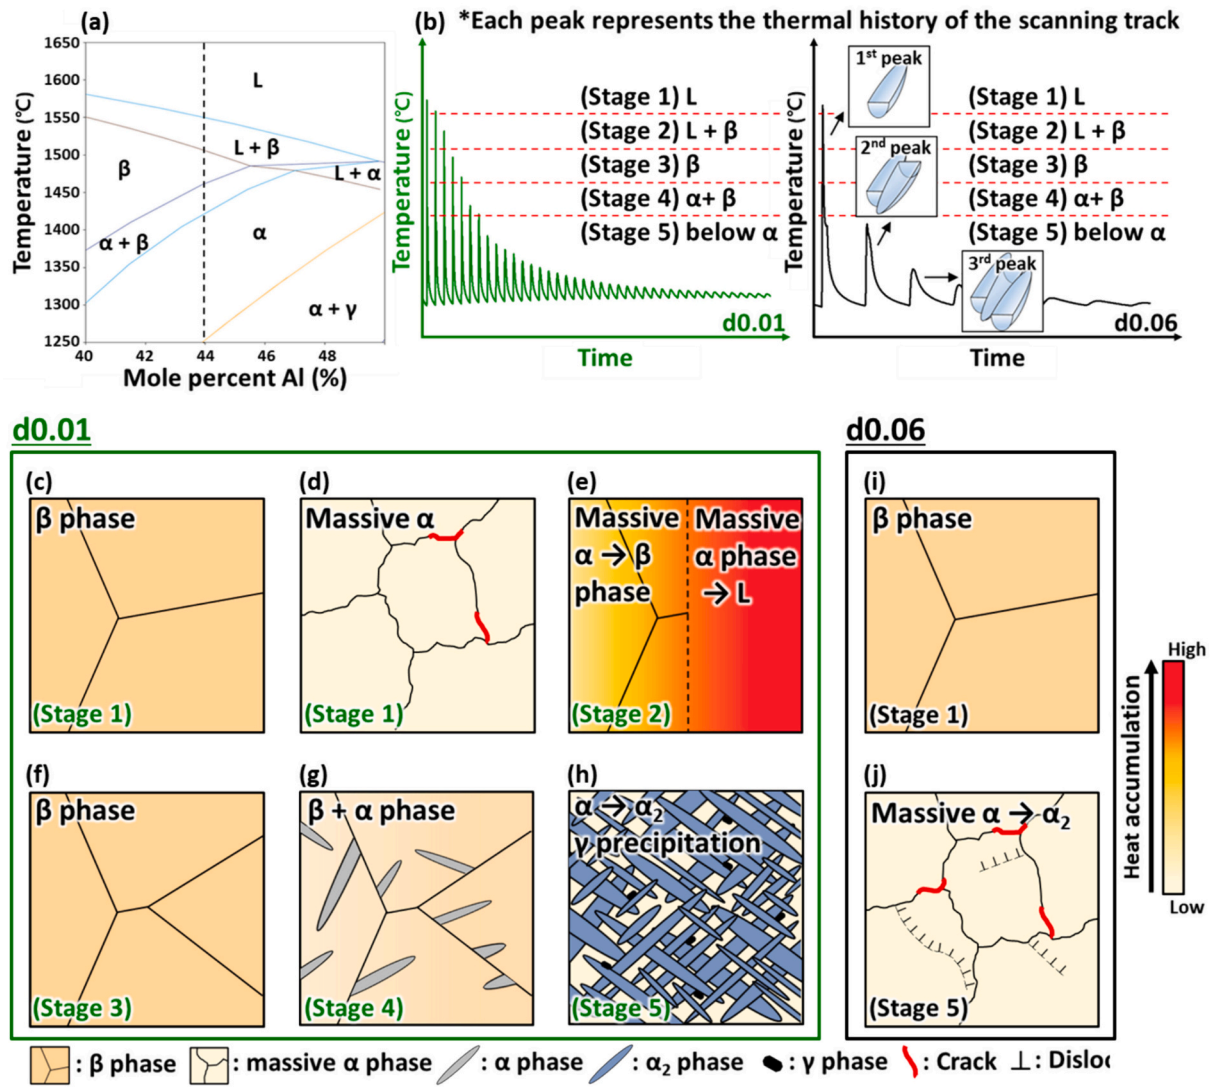 (a)
(b) *Each peak represents the thermal history of the scanning track
1650
1600
1550
1500
1450
1400
1350
1300
1250
40
42
44
46
48
Temperature (℃)
Mole percent Al (%)
L
L + β
β
L + α
α + β
α
α + γ
Temperature (℃)
(Stage 1) L
(Stage 2) L + β
(Stage 3) β
(Stage 4) α+ β
(Stage 5) below α
d0.01
Time
Temperature (℃)
1st peak
2nd peak
3rd peak
(Stage 1) L
(Stage 2) L + β
(Stage 3) β
(Stage 4) α+ β
(Stage 5) below α
d0.06
Time
d0.01
d0.06
(c)
β phase
(Stage 1)
(d)
Massive α
(Stage 1)
(e)
Massive
α → β
phase
Massive
α phase
→ L
(Stage 2)
(i)
β phase
(Stage 1)
(f)
β phase
(Stage 3)
(g)
β + α phase
(Stage 4)
(h)
α → α2
γ precipitation
(Stage 5)
(j)
Massive α → α2
(Stage 5)
High
Heat accumulation
Low
: β phase
: massive α phase
: α phase
: α2 phase
: γ phase
: Crack
: Disloc